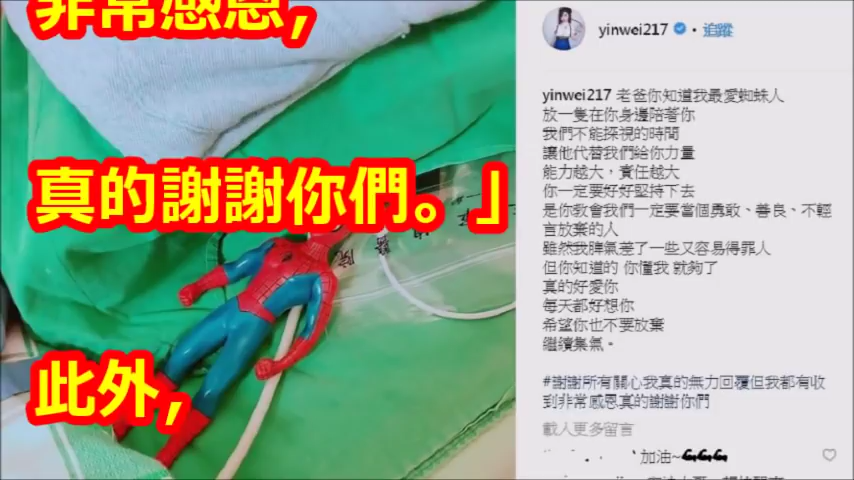 非常感恩,
真的謝謝你們。」
此外,
院
yinwei217 • 追蹤
yinwei217 老爸你知道我最愛蜘蛛人
放一隻在你身邊陪著你
我們不能探視的時間
讓他代替我們給你力量
能力越大，責任越大
你一定要好好堅持下去
是你教會我們一定要當個勇敢、善良、不輕
言放棄的人
雖然我脾氣差了一些又容易得罪人
但你知道的 你懂我 就夠了
真的好愛你
每天都好想你
希望你也不要放棄
繼續集氣。
#謝謝所有關心我真的無力回覆但我都有收
到非常感恩真的謝謝你們
載入更多留言
加油~